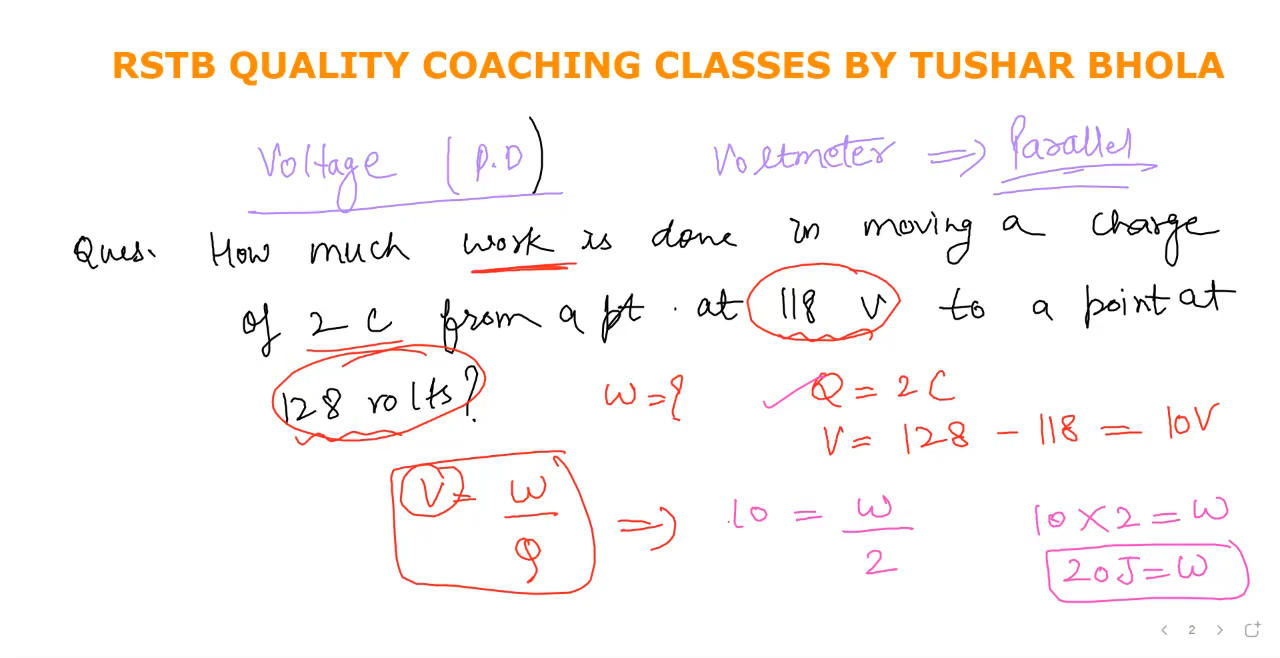 RSTB QUALITY COACHING CLASSES BY TUSHAR BHOLA
Voltage (P.D) Voltmeter => Parallel
Ques. How much work is done in moving a charge
of 2 C from a pt. at 118 V to a point at
128 volts? W=? Q = 2C
V = 128 - 118 = 10V
V = W/Q => 10 = W/2 10 X 2 = W
20J = W
2